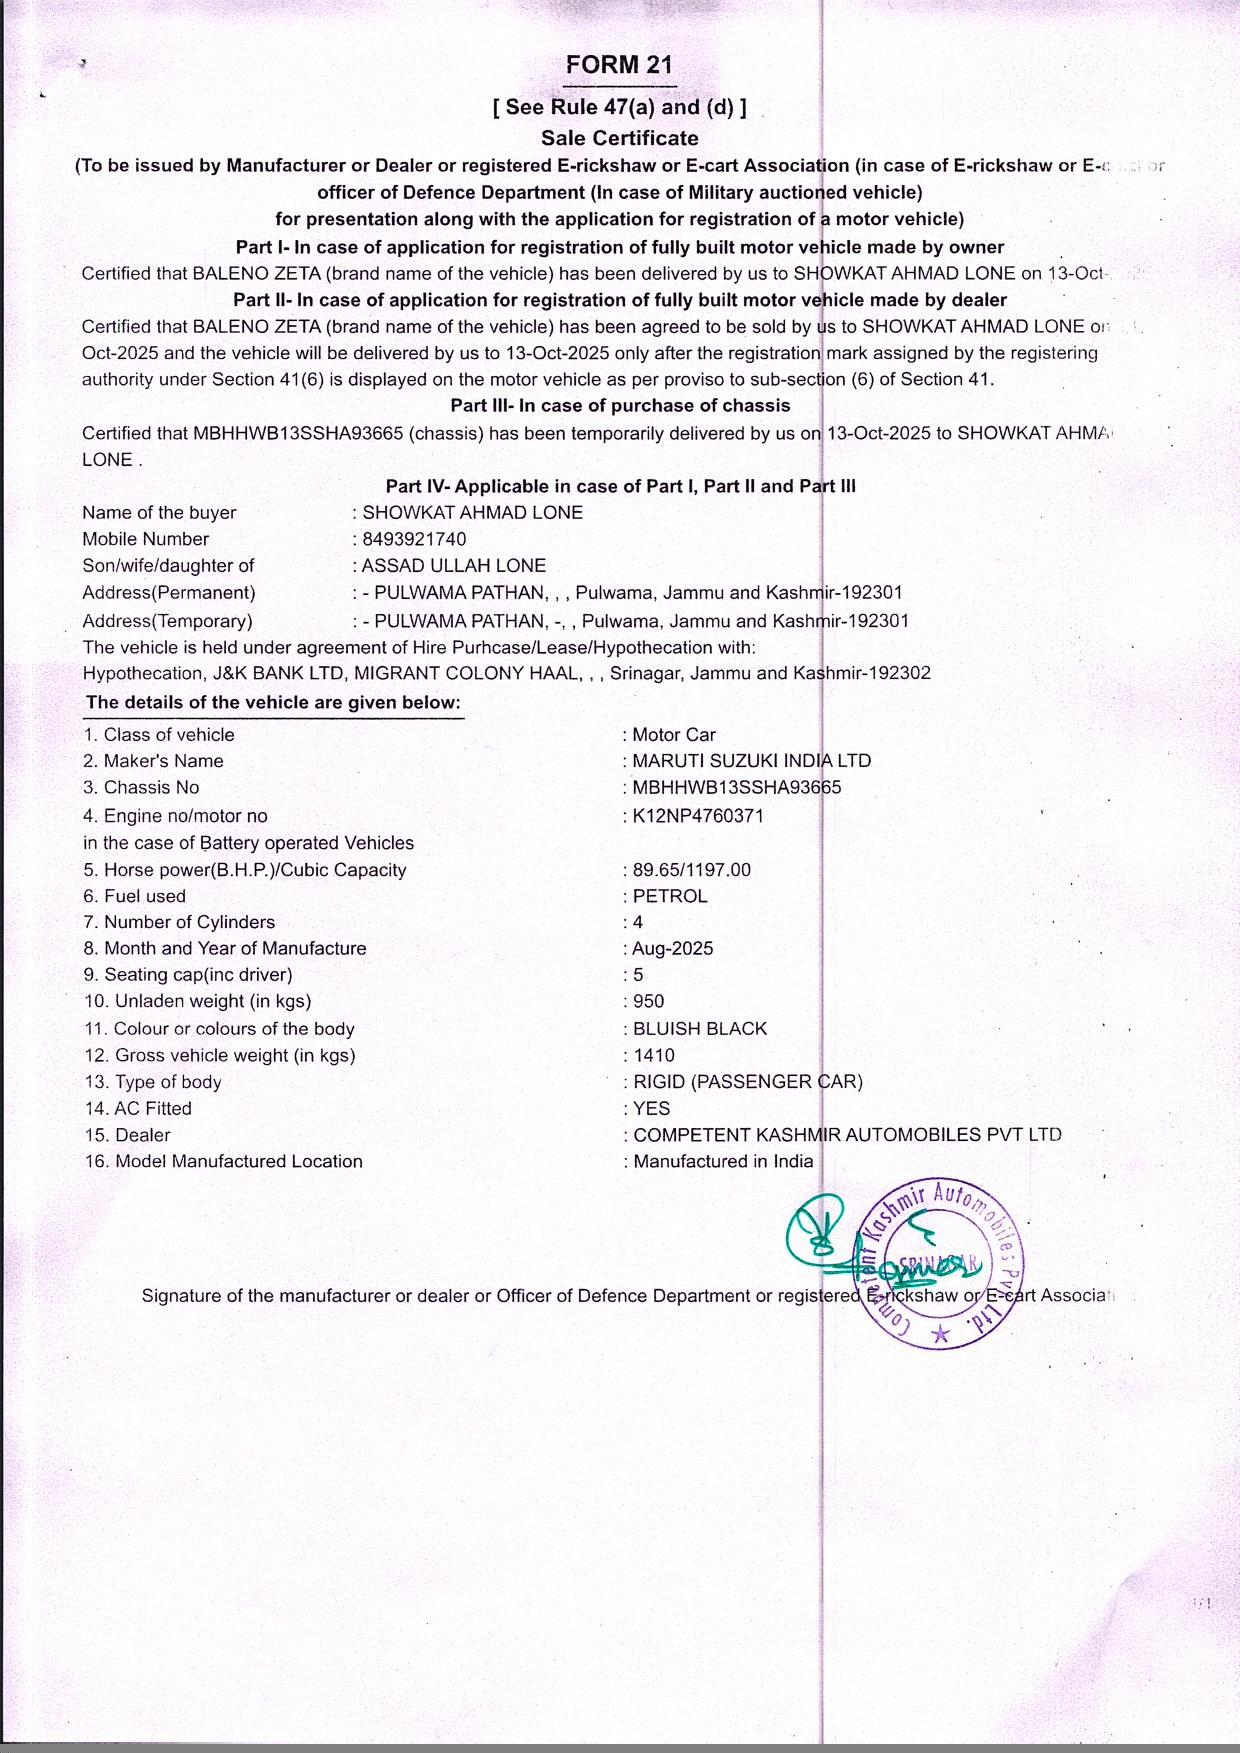 FORM 21
[ See Rule 47(a) and (d) ]
Sale Certificate
(To be issued by Manufacturer or Dealer or registered E-rickshaw or E-cart Association (in case of E-rickshaw or E-
officer of Defence Department (In case of Military auctioned vehicle)
for presentation along with the application for registration of a motor vehicle)
Part I- In case of application for registration of fully built motor vehicle made by owner
Certified that BALENO ZETA (brand name of the vehicle) has been delivered by us to SHOWKAT AHMAD LONE on 13-Oct-
Part II- In case of application for registration of fully built motor vehicle made by dealer
Certified that BALENO ZETA (brand name of the vehicle) has been agreed to be sold by us to SHOWKAT AHMAD LONE on
Oct-2025 and the vehicle will be delivered by us to 13-Oct-2025 only after the registration mark assigned by the registering
authority under Section 41(6) is displayed on the motor vehicle as per proviso to sub-section (6) of Section 41.
Part III- In case of purchase of chassis
Certified that MBHHWB13SSHA93665 (chassis) has been temporarily delivered by us on 13-Oct-2025 to SHOWKAT AHMA
LONE .
Part IV- Applicable in case of Part I, Part II and Part III
Name of the buyer : SHOWKAT AHMAD LONE
Mobile Number : 8493921740
Son/wife/daughter of : ASSAD ULLAH LONE
Address(Permanent) : - PULWAMA PATHAN, , , Pulwama, Jammu and Kashmir-192301
Address(Temporary) : - PULWAMA PATHAN, -, , Pulwama, Jammu and Kashmir-192301
The vehicle is held under agreement of Hire Purhcase/Lease/Hypothecation with:
Hypothecation, J&K BANK LTD, MIGRANT COLONY HAAL, , , Srinagar, Jammu and Kashmir-192302
The details of the vehicle are given below:
1. Class of vehicle : Motor Car
2. Maker's Name : MARUTI SUZUKI INDIA LTD
3. Chassis No : MBHHWB13SSHA93665
4. Engine no/motor no : K12NP4760371
in the case of Battery operated Vehicles
5. Horse power(B.H.P.)/Cubic Capacity : 89.65/1197.00
6. Fuel used : PETROL
7. Number of Cylinders : 4
8. Month and Year of Manufacture : Aug-2025
9. Seating cap(inc driver) : 5
10. Unladen weight (in kgs) : 950
11. Colour or colours of the body : BLUISH BLACK
12. Gross vehicle weight (in kgs) : 1410
13. Type of body : RIGID (PASSENGER CAR)
14. AC Fitted : YES
15. Dealer : COMPETENT KASHMIR AUTOMOBILES PVT LTD
16. Model Manufactured Location : Manufactured in India
Competent Kashmir Automobiles Pvt. Ltd.
SRINAGAR
Signature of the manufacturer or dealer or Officer of Defence Department or registered E-rickshaw or E-cart Associa